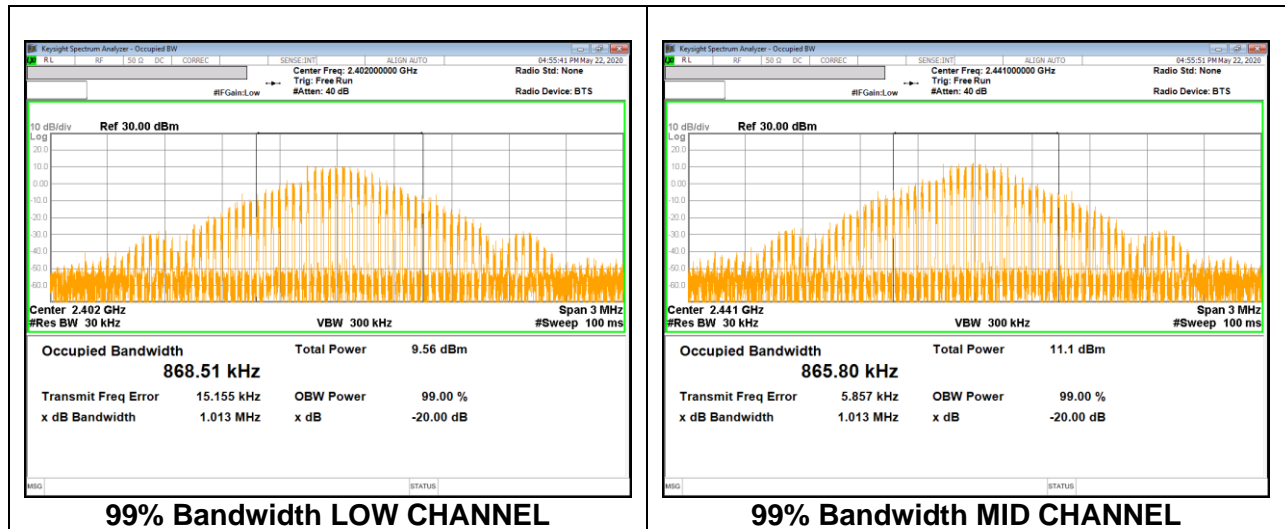 Keysight Spectrum Analyzer - Occupied BW
RL RF 50 Ω DC CORREC SENSE:INT ALIGN AUTO 04:55:41 PM May 22, 2020
Center Freq: 2.402000000 GHz Radio Std: None
Trig: Free Run
#IFGain:Low #Atten: 40 dB Radio Device: BTS
10 dB/div Ref 30.00 dBm
Log
20.0
10.0
0.00
-10.0
-20.0
-30.0
-40.0
-50.0
-60.0
Center 2.402 GHz Span 3 MHz
#Res BW 30 kHz VBW 300 kHz #Sweep 100 ms
Occupied Bandwidth Total Power 9.56 dBm
868.51 kHz
Transmit Freq Error 15.155 kHz OBW Power 99.00 %
x dB Bandwidth 1.013 MHz x dB -20.00 dB
MSG STATUS
99% Bandwidth LOW CHANNEL
Keysight Spectrum Analyzer - Occupied BW
RL RF 50 Ω DC CORREC SENSE:INT ALIGN AUTO 04:55:51 PM May 22, 2020
Center Freq: 2.441000000 GHz Radio Std: None
Trig: Free Run
#IFGain:Low #Atten: 40 dB Radio Device: BTS
10 dB/div Ref 30.00 dBm
Log
20.0
10.0
0.00
-10.0
-20.0
-30.0
-40.0
-50.0
-60.0
Center 2.441 GHz Span 3 MHz
#Res BW 30 kHz VBW 300 kHz #Sweep 100 ms
Occupied Bandwidth Total Power 11.1 dBm
865.80 kHz
Transmit Freq Error 5.857 kHz OBW Power 99.00 %
x dB Bandwidth 1.013 MHz x dB -20.00 dB
MSG STATUS
99% Bandwidth MID CHANNEL